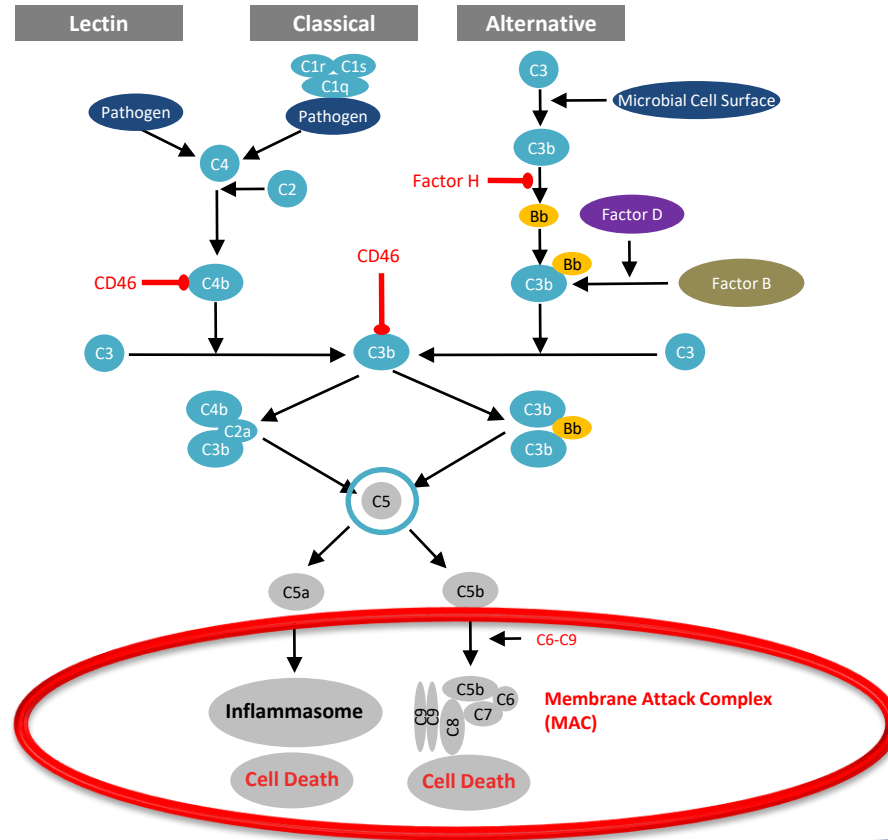 Lectin
Classical
Alternative
C1r
C1s
C1q
C3
Pathogen
Pathogen
Microbial Cell Surface
C4
C3b
C2
Factor H
Bb
Factor D
CD46
C4b
CD46
Bb
C3b
Factor B
C3
C3b
C3
C4b
C2a
C3b
C3b
Bb
C3b
C5
C5a
C5b
C6-C9
Inflammasome
C9
C9
C8
C5b
C7
C6
Membrane Attack Complex
(MAC)
Cell Death
Cell Death